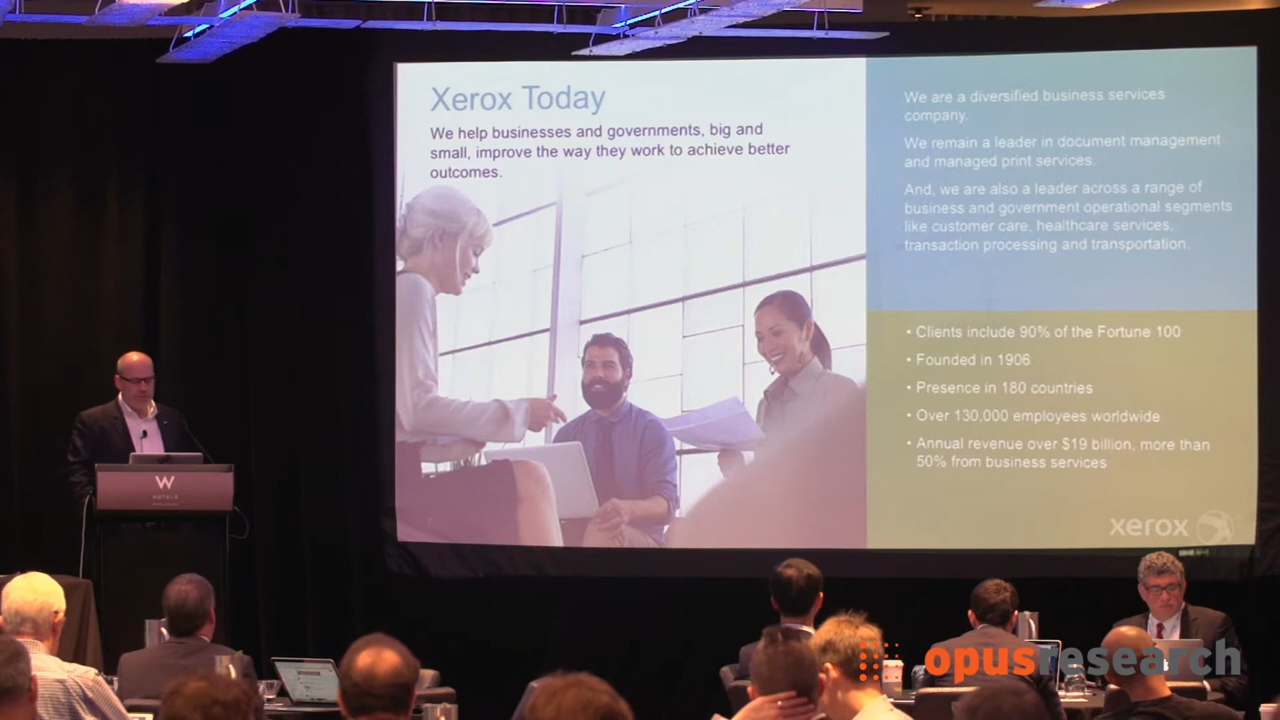 Xerox Today
We help businesses and governments, big and
small, improve the way they work to achieve better
outcomes.
We are a diversified business services
company.
We remain a leader in document management
and managed print services.
And, we are also a leader across a range of
business and government operational segments
like customer care, healthcare services,
transaction processing and transportation.
• Clients include 90% of the Fortune 100
• Founded in 1906
• Presence in 180 countries
• Over 130,000 employees worldwide
• Annual revenue over $19 billion, more than
50% from business services
xerox
W
HOTELS
opusresearch